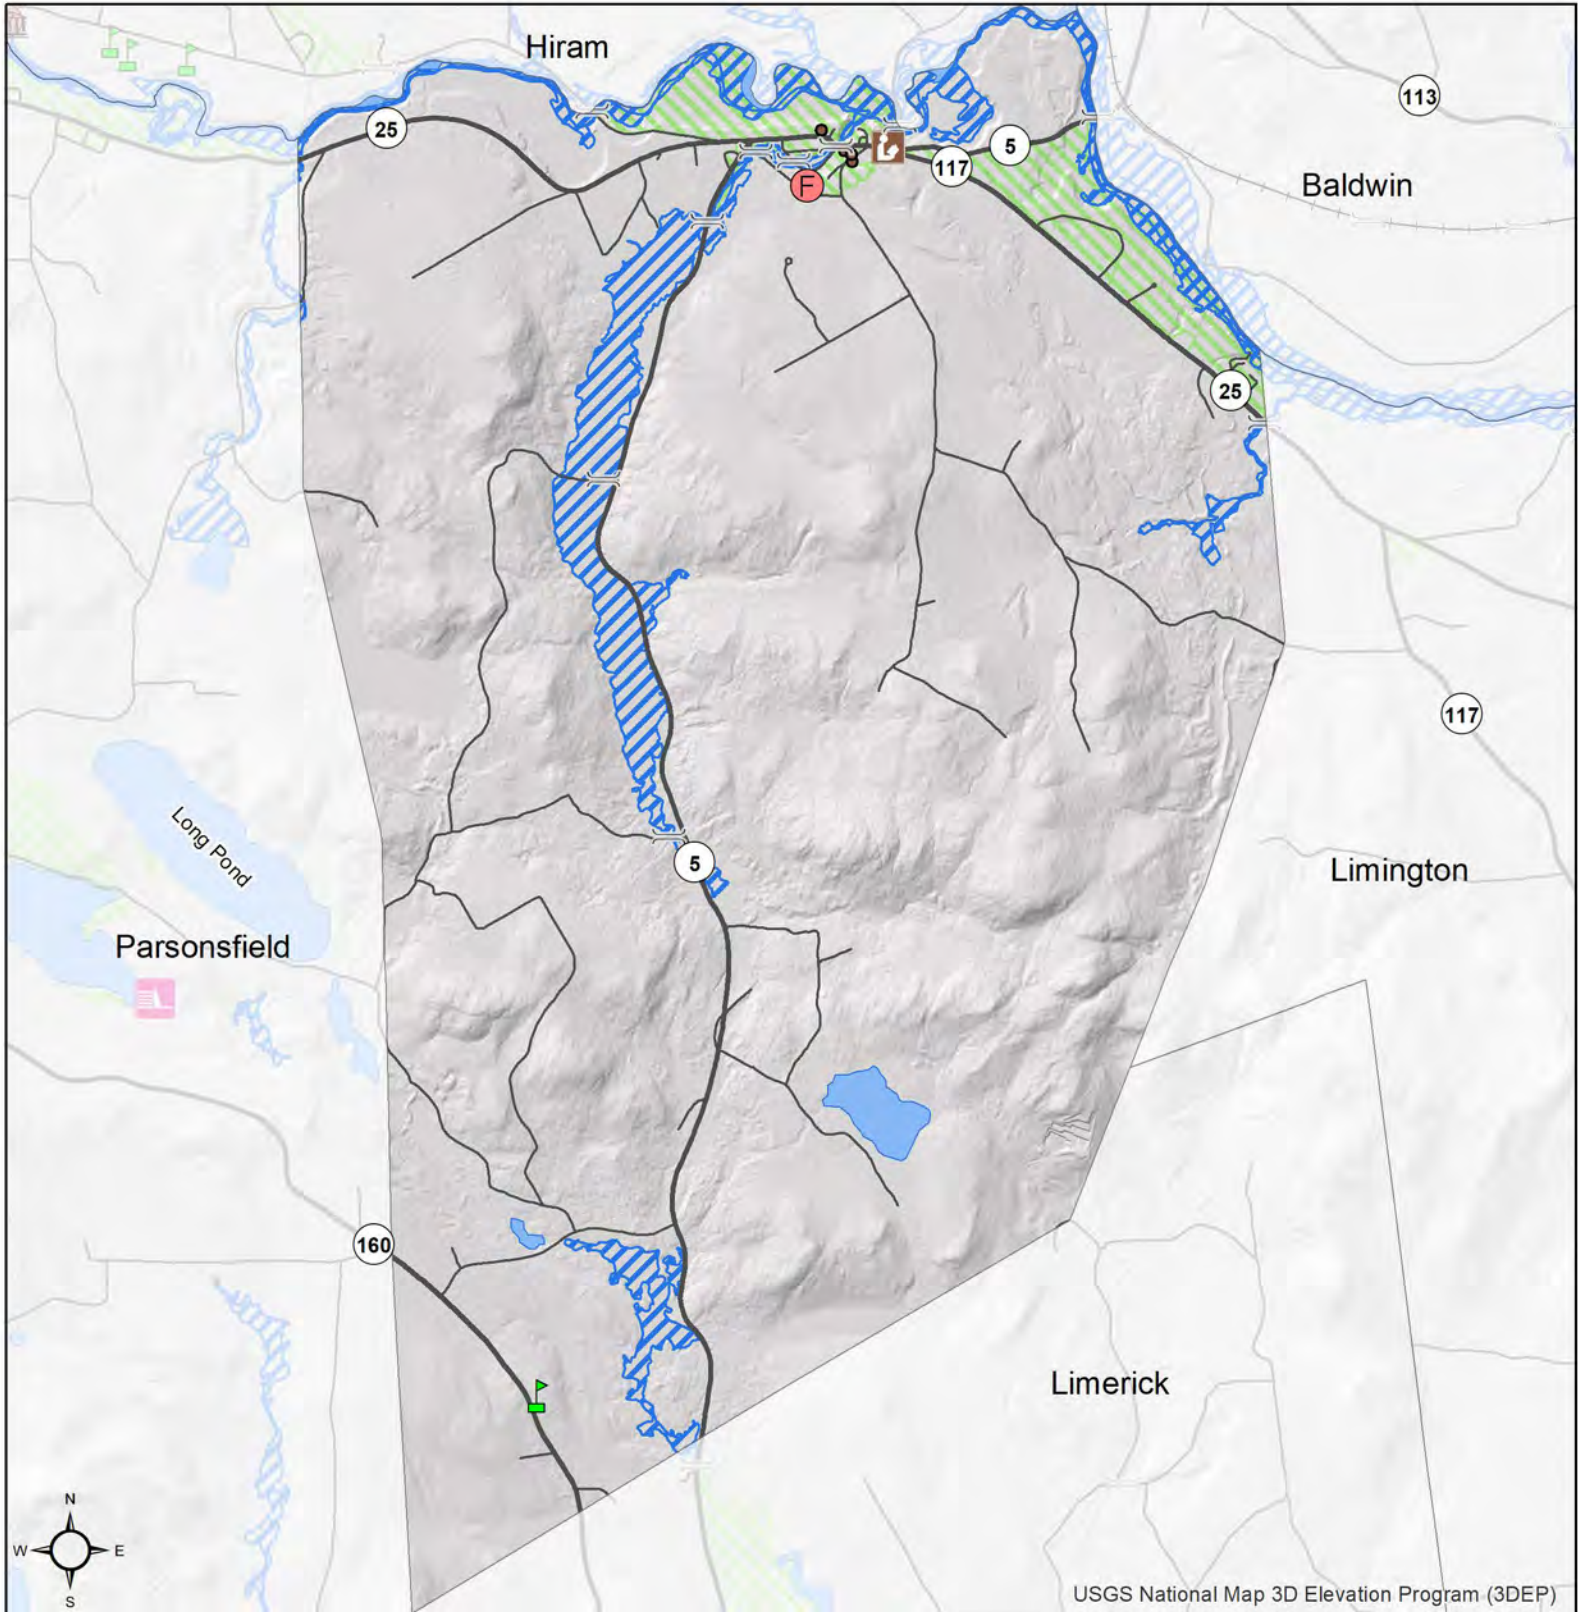 Hiram
113
25
5
117
Baldwin
F
25
117
Long Pond
5
Limington
Parsonsfield
160
Limerick
N
W E
S
USGS National Map 3D Elevation Program (3DEP)